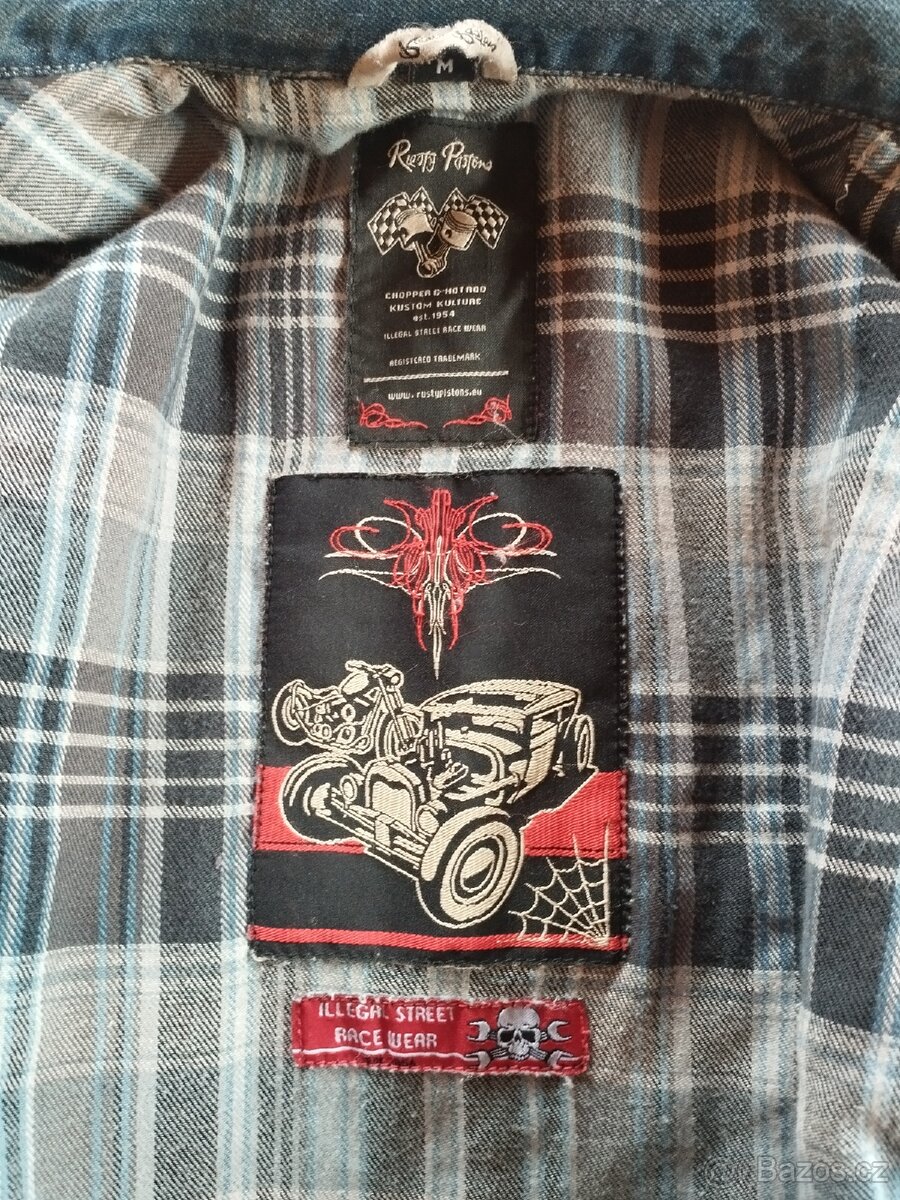 M
Rusty Pistons
CHOPPER & HOTROD
KUSTOM KULTURE
est. 1954
ILLEGAL STREET RACE WEAR
REGISTERED TRADEMARK
www.rustypistons.eu
ILLEGAL STREET
RACE WEAR
Bazoš.cz